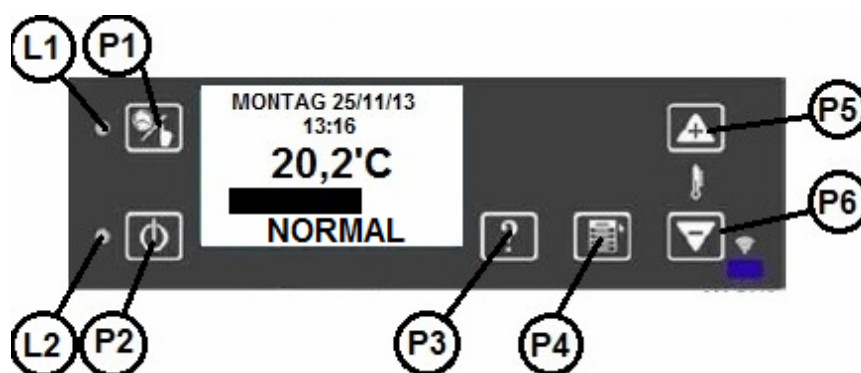 L1 P1
MONTAG 25/11/13
13:16
20,2'C
NORMAL
P5
P6
L2 P2 P3 P4
?